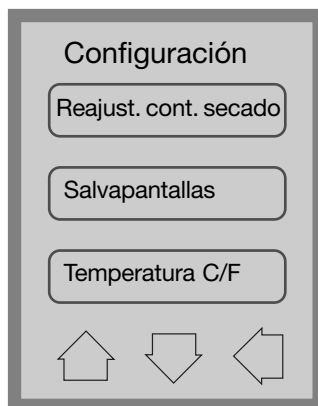 Configuración
Reajust. cont. secado
Salvapantallas
Temperatura C/F